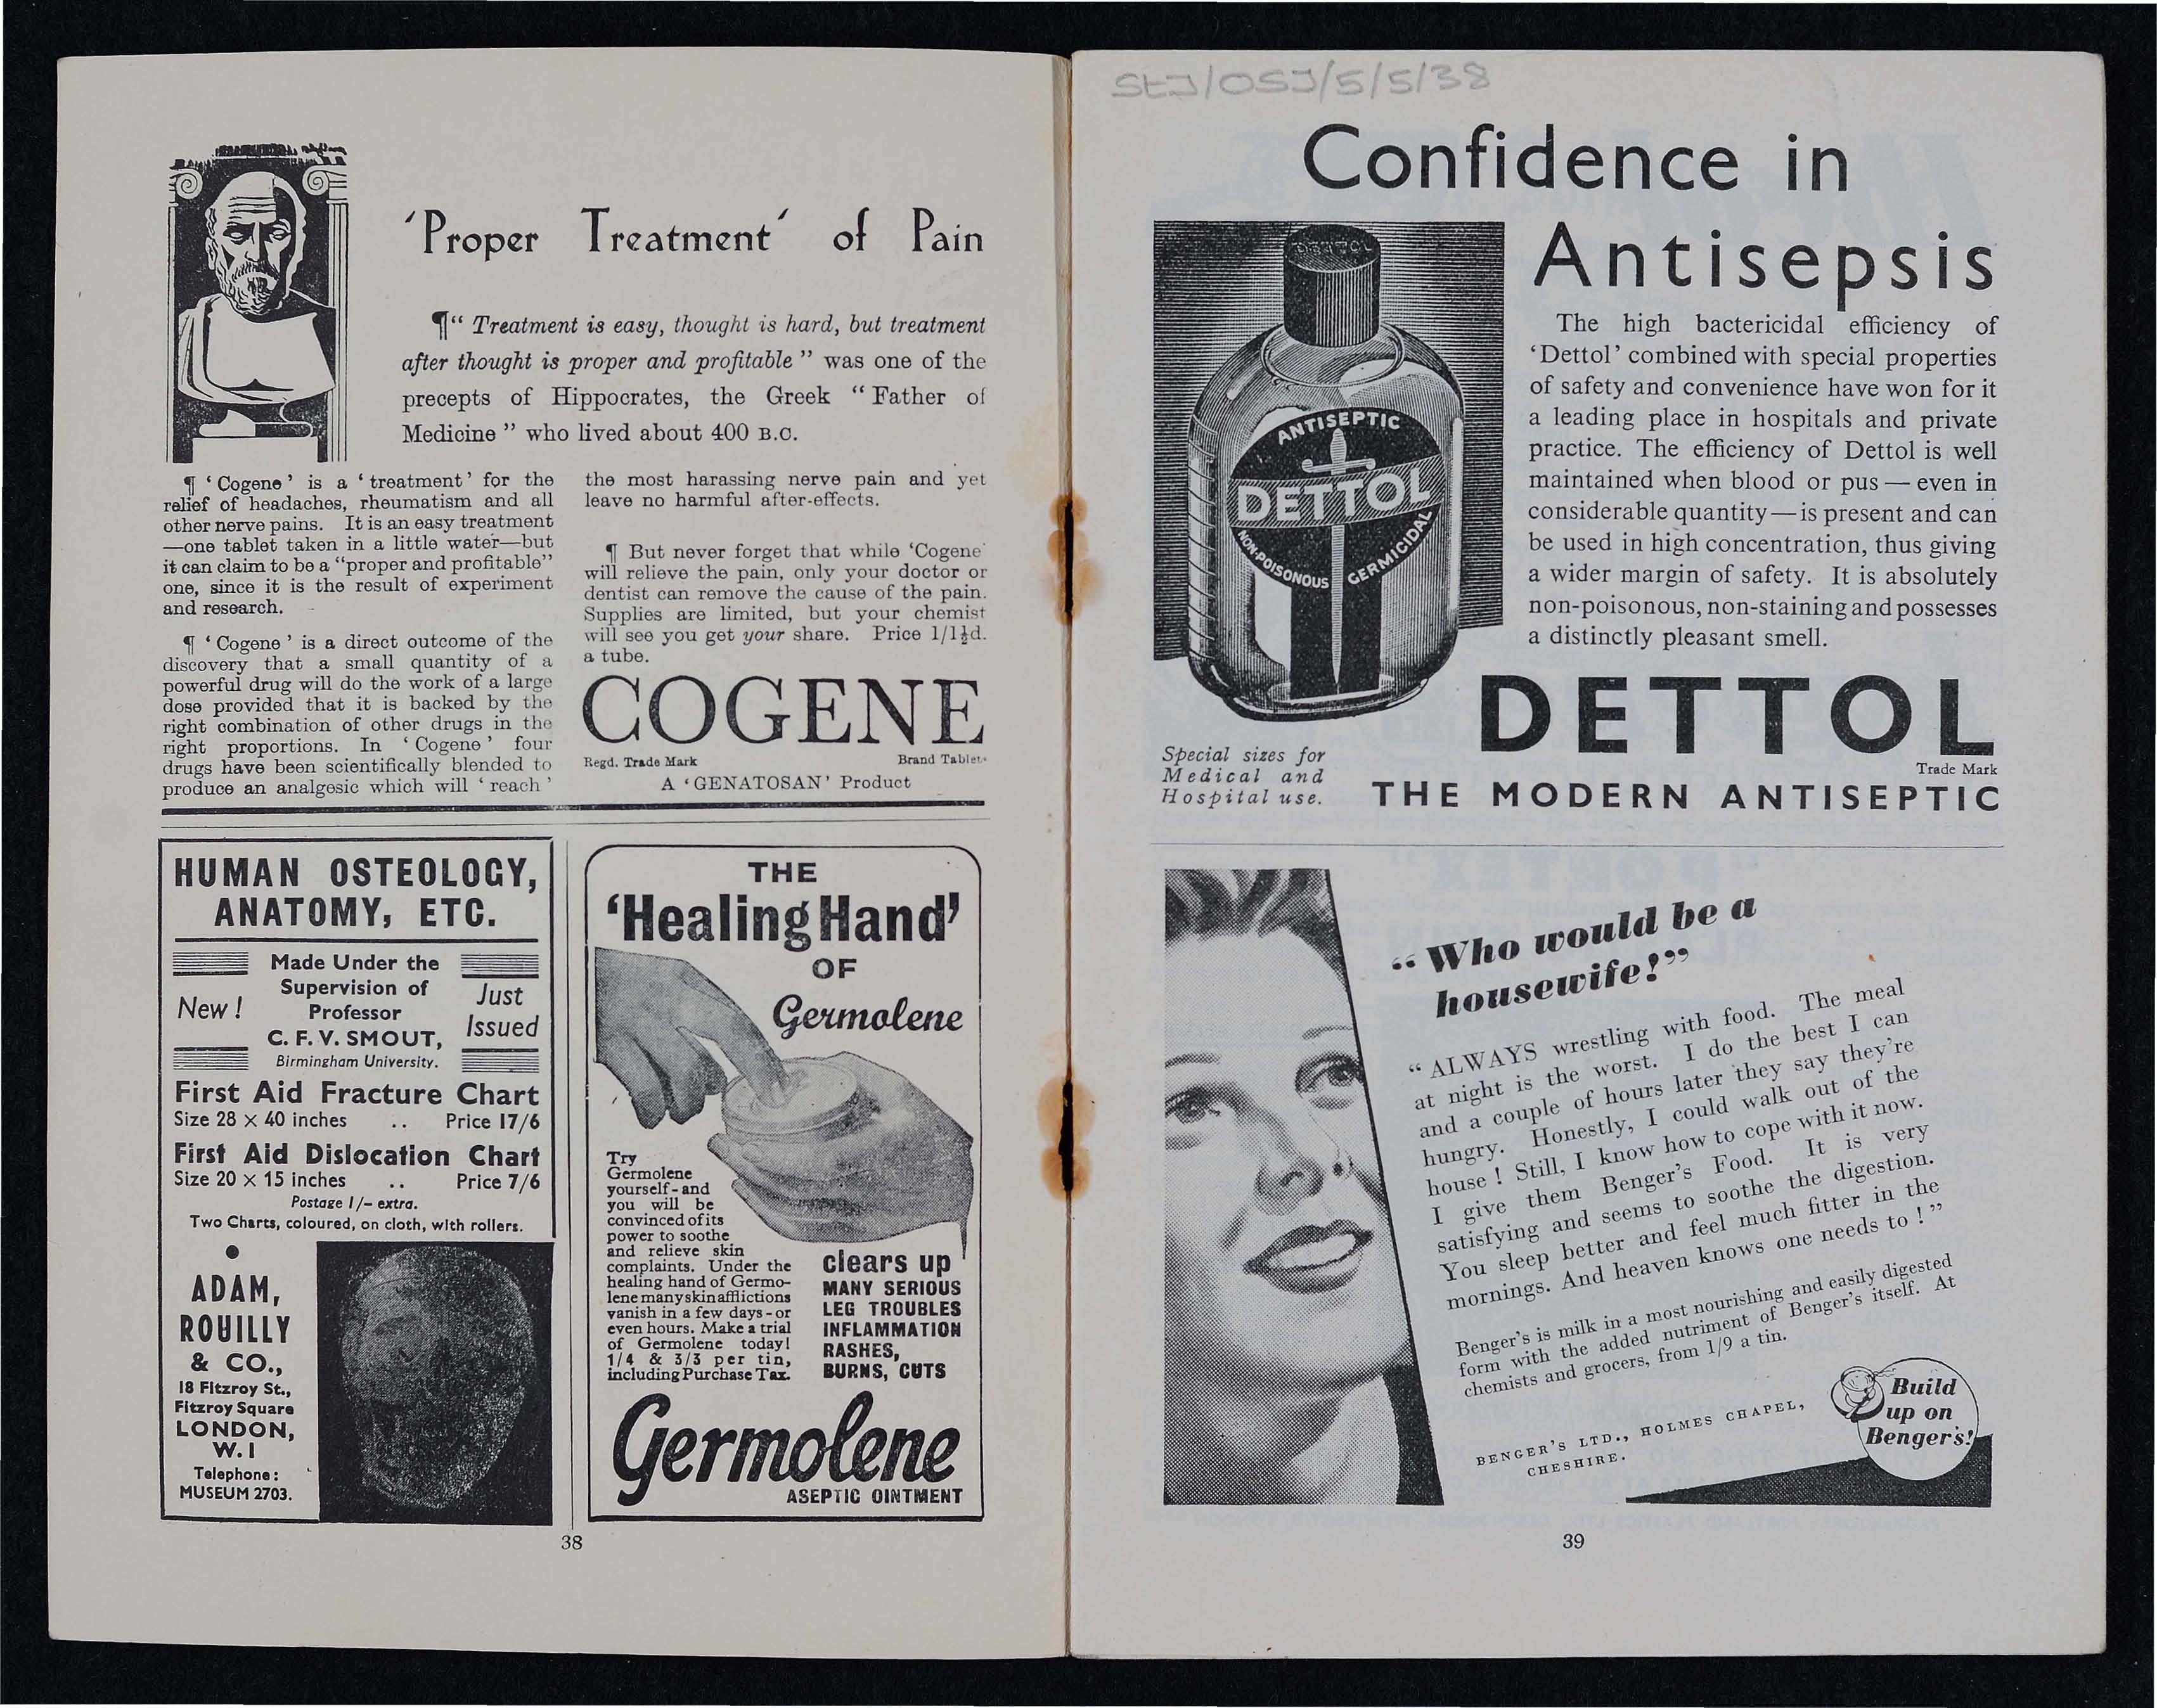 'Proper Treatment' of Pain
¶ " Treatment is easy, thought is hard, but treatment
after thought is proper and profitable " was one of the
precepts of Hippocrates, the Greek " Father of
Medicine " who lived about 400 B.C.
¶ ' Cogene ' is a ' treatment ' for the
relief of headaches, rheumatism and all
other nerve pains. It is an easy treatment
—one tablet taken in a little water—but
it can claim to be a "proper and profitable"
one, since it is the result of experiment
and research.
¶ ' Cogene ' is a direct outcome of the
discovery that a small quantity of a
powerful drug will do the work of a large
dose provided that it is backed by the
right combination of other drugs in the
right proportions. In ' Cogene ' four
drugs have been scientifically blended to
produce an analgesic which will ' reach '
the most harassing nerve pain and yet
leave no harmful after-effects.
¶ But never forget that while 'Cogene'
will relieve the pain, only your doctor or
dentist can remove the cause of the pain.
Supplies are limited, but your chemist
will see you get your share. Price 1/1½d.
a tube.
COGENE
Regd. Trade Mark Brand Tablets
A 'GENATOSAN' Product
HUMAN OSTEOLOGY,
ANATOMY, ETC.
New !
Made Under the
Supervision of
Professor
C. F. V. SMOUT,
Birmingham University.
Just
Issued
First Aid Fracture Chart
Size 28 × 40 inches .. Price 17/6
First Aid Dislocation Chart
Size 20 × 15 inches .. Price 7/6
Postage 1/- extra.
Two Charts, coloured, on cloth, with rollers.
ADAM,
ROUILLY
& CO.,
18 Fitzroy St.,
Fitzroy Square
LONDON,
W. I
Telephone:
MUSEUM 2703.
THE
'Healing Hand'
OF
Germolene
Try
Germolene
yourself - and
you will be
convinced of its
power to soothe
and relieve skin
complaints. Under the
healing hand of Germo-
lene many skin afflictions
vanish in a few days - or
even hours. Make a trial
of Germolene today!
1/4 & 3/3 per tin,
including Purchase Tax.
clears up
MANY SERIOUS
LEG TROUBLES
INFLAMMATION
RASHES,
BURNS, CUTS
Germolene
ASEPTIC OINTMENT
38
StJ/OSJ/5/5/38
Confidence in
Antisepsis
DETTOL
ANTISEPTIC
DETTOL
NON-POISONOUS GERMICIDAL
The high bactericidal efficiency of
'Dettol' combined with special properties
of safety and convenience have won for it
a leading place in hospitals and private
practice. The efficiency of Dettol is well
maintained when blood or pus — even in
considerable quantity — is present and can
be used in high concentration, thus giving
a wider margin of safety. It is absolutely
non-poisonous, non-staining and possesses
a distinctly pleasant smell.
DETTOL
Trade Mark
Special sizes for
Medical and
Hospital use.
THE MODERN ANTISEPTIC
" Who would be a
housewife ! "
" ALWAYS wrestling with food. The meal
at night is the worst. I do the best I can
and a couple of hours later they say they're
hungry. Honestly, I could walk out of the
house ! Still, I know how to cope with it now.
I give them Benger's Food. It is very
satisfying and seems to soothe the digestion.
You sleep better and feel much fitter in the
mornings. And heaven knows one needs to ! "
Benger's is milk in a most nourishing and easily digested
form with the added nutriment of Benger's itself. At
chemists and grocers, from 1/9 a tin.
BENGER'S LTD., HOLMES CHAPEL,
CHESHIRE.
Build
up on
Benger's!
39